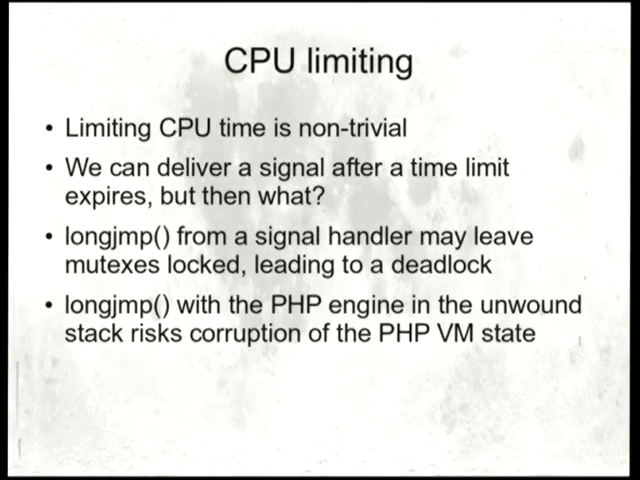 CPU limiting
• Limiting CPU time is non-trivial
• We can deliver a signal after a time limit
expires, but then what?
• longjmp() from a signal handler may leave
mutexes locked, leading to a deadlock
• longjmp() with the PHP engine in the unwound
stack risks corruption of the PHP VM state